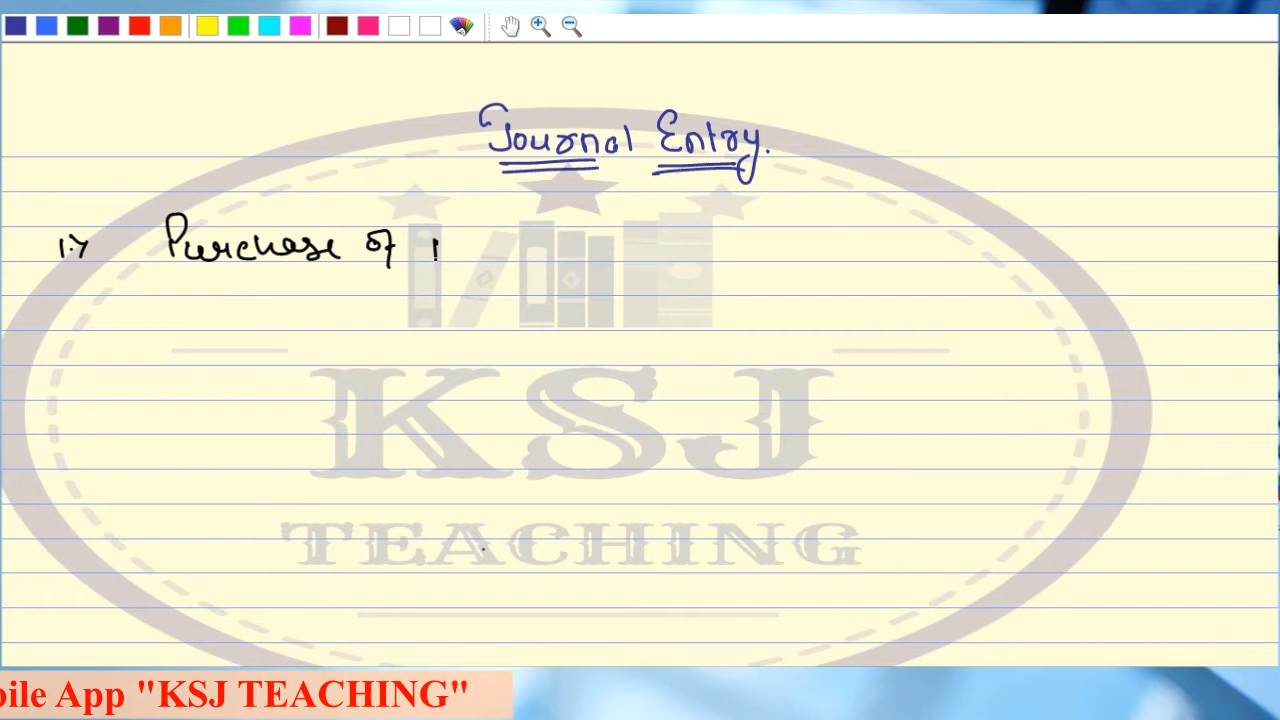 Journal Entry.
1.> Purchase of
KSJ
TEACHING
bile App "KSJ TEACHING"